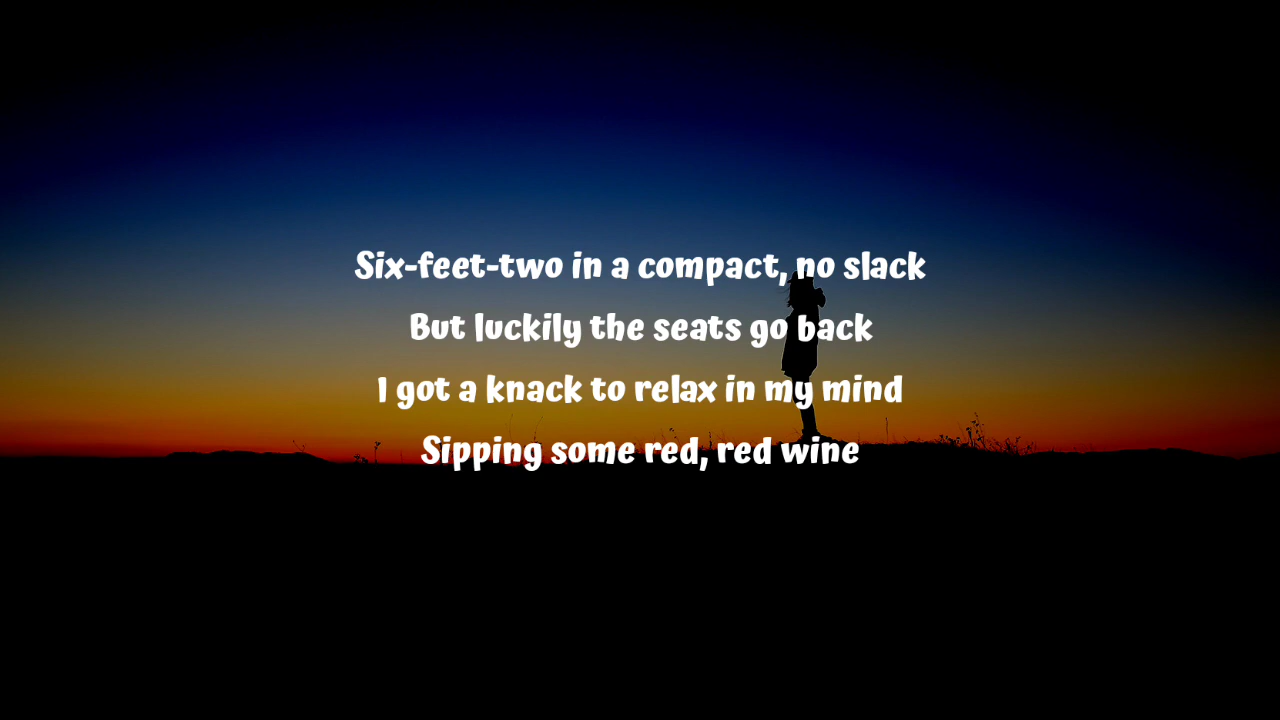 Six-feet-two in a compact, no slack
But luckily the seats go back
I got a knack to relax in my mind
Sipping some red, red wine